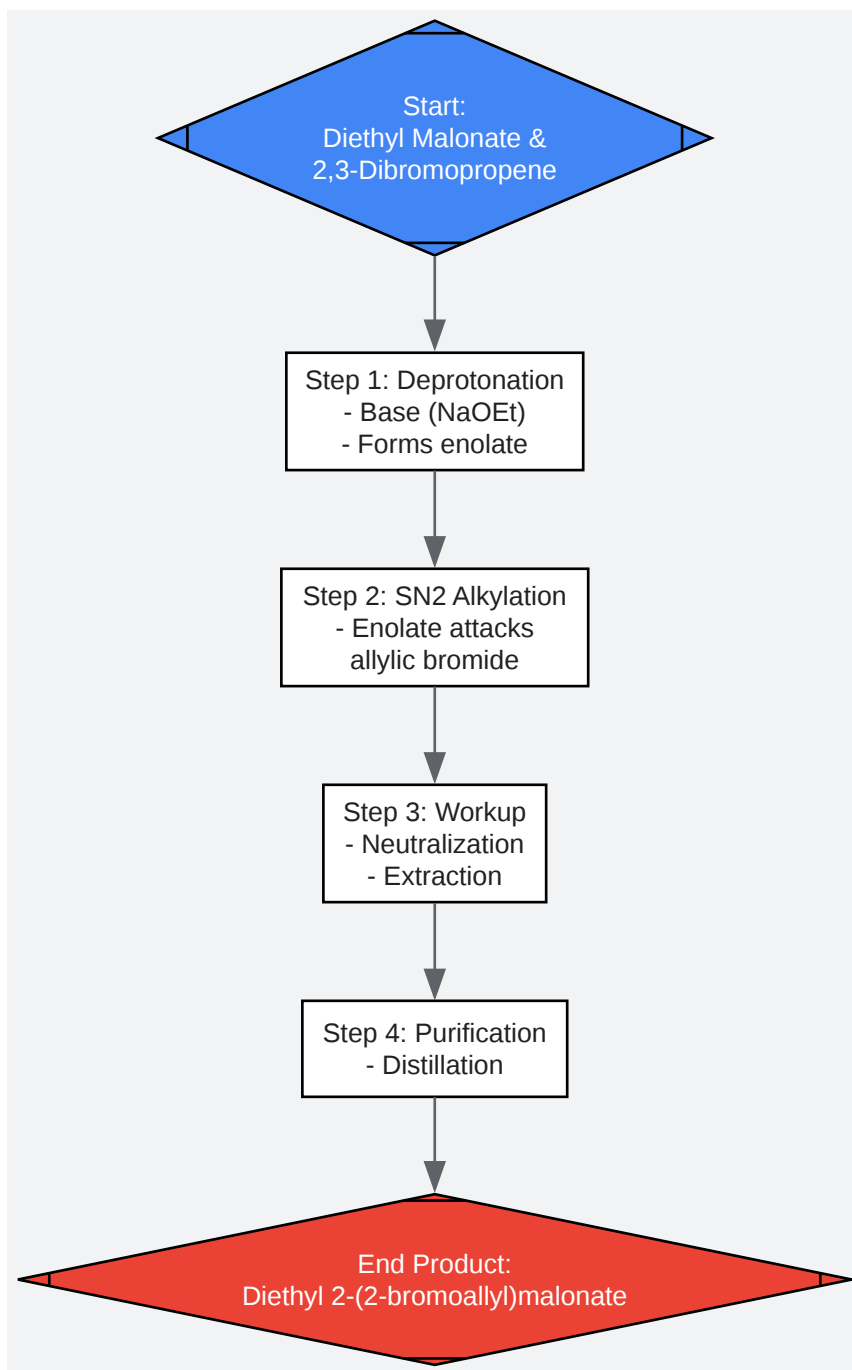 Start:
Diethyl Malonate &
2,3-Dibromopropene
Step 1: Deprotonation
- Base (NaOEt)
- Forms enolate
Step 2: SN2 Alkylation
- Enolate attacks
allylic bromide
Step 3: Workup
- Neutralization
- Extraction
Step 4: Purification
- Distillation
End Product:
Diethyl 2-(2-bromoallyl)malonate